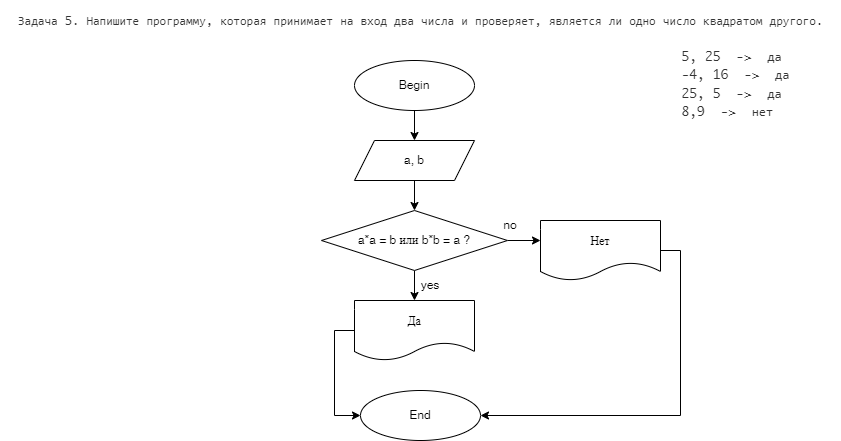 Задача 5. Напишите программу, которая принимает на вход два числа и проверяет, является ли одно число квадратом другого.
5, 25 -> да
-4, 16 -> да
25, 5 -> да
8,9 -> нет
Begin
a, b
a*a = b или b*b = a ?
no
Нет
yes
Да
End